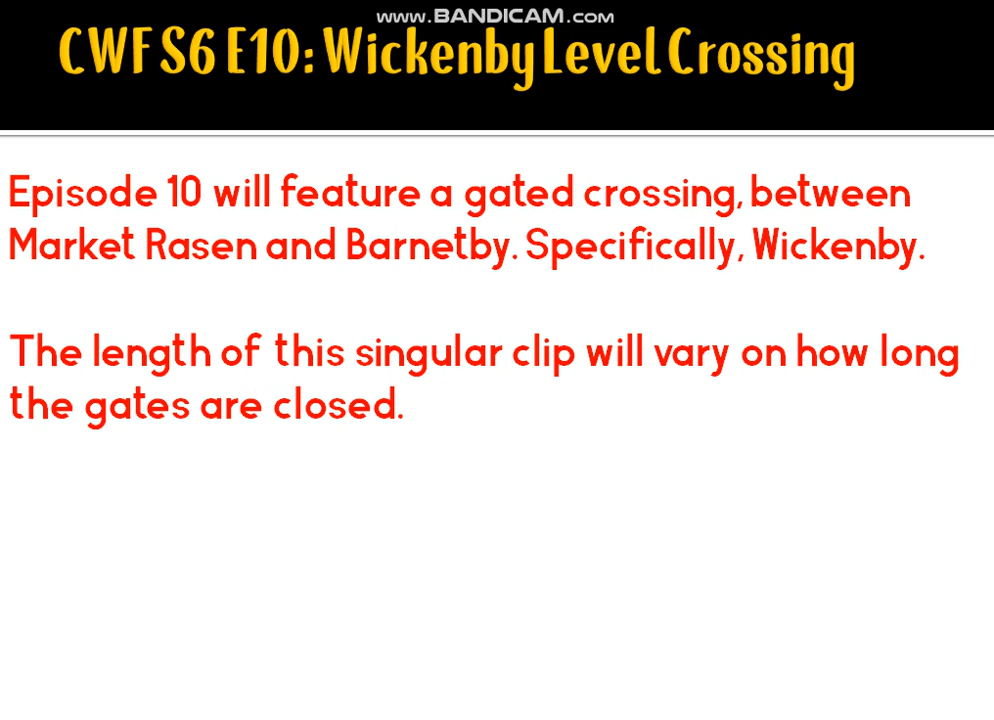 www.BANDICAM.com
CWF S6 E10: Wickenby Level Crossing
Episode 10 will feature a gated crossing, between
Market Rasen and Barnetby. Specifically, Wickenby.
The length of this singular clip will vary on how long
the gates are closed.